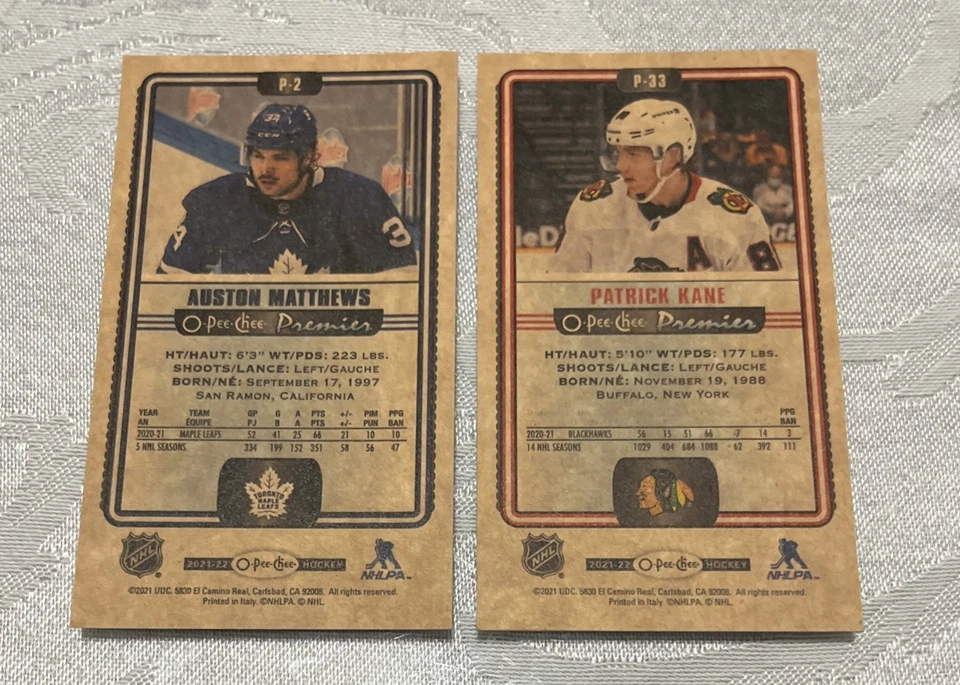 P-2
34
CCM
3
34
AUSTON MATTHEWS
O-Pee-Chee Premier
HT/HAUT: 6'3" WT/PDS: 223 LBS.
SHOOTS/LANCE: LEFT/GAUCHE
BORN/NÉ: SEPTEMBER 17, 1997
SAN RAMON, CALIFORNIA
YEAR TEAM GP G A PTS +/- PIM PPG
AN ÉQUIPE PJ B A PTS +/- PUN BAN
2020-21 MAPLE LEAFS 52 41 25 66 21 10 10
5 NHL SEASONS 334 199 152 351 58 56 47
TORONTO
MAPLE
LEAFS
NHL
2021-22 O-Pee-Chee HOCKEY
NHLPA
©2021 UDC. 5830 El Camino Real, Carlsbad, CA 92008. All rights reserved.
Printed in Italy. ©NHLPA. © NHL.
P-33
A
8
PATRICK KANE
O-Pee-Chee Premier
HT/HAUT: 5'10" WT/PDS: 177 LBS.
SHOOTS/LANCE: LEFT/GAUCHE
BORN/NÉ: NOVEMBER 19, 1988
BUFFALO, NEW YORK
PPG
BAN
2020-21 BLACKHAWKS 56 15 51 66 -7 14 3
14 NHL SEASONS 1029 404 684 1088 62 392 111
NHL
2021-22 O-Pee-Chee HOCKEY
NHLPA
©2021 UDC. 5830 El Camino Real, Carlsbad, CA 92008. All rights reserved.
Printed in Italy. ©NHLPA. © NHL.